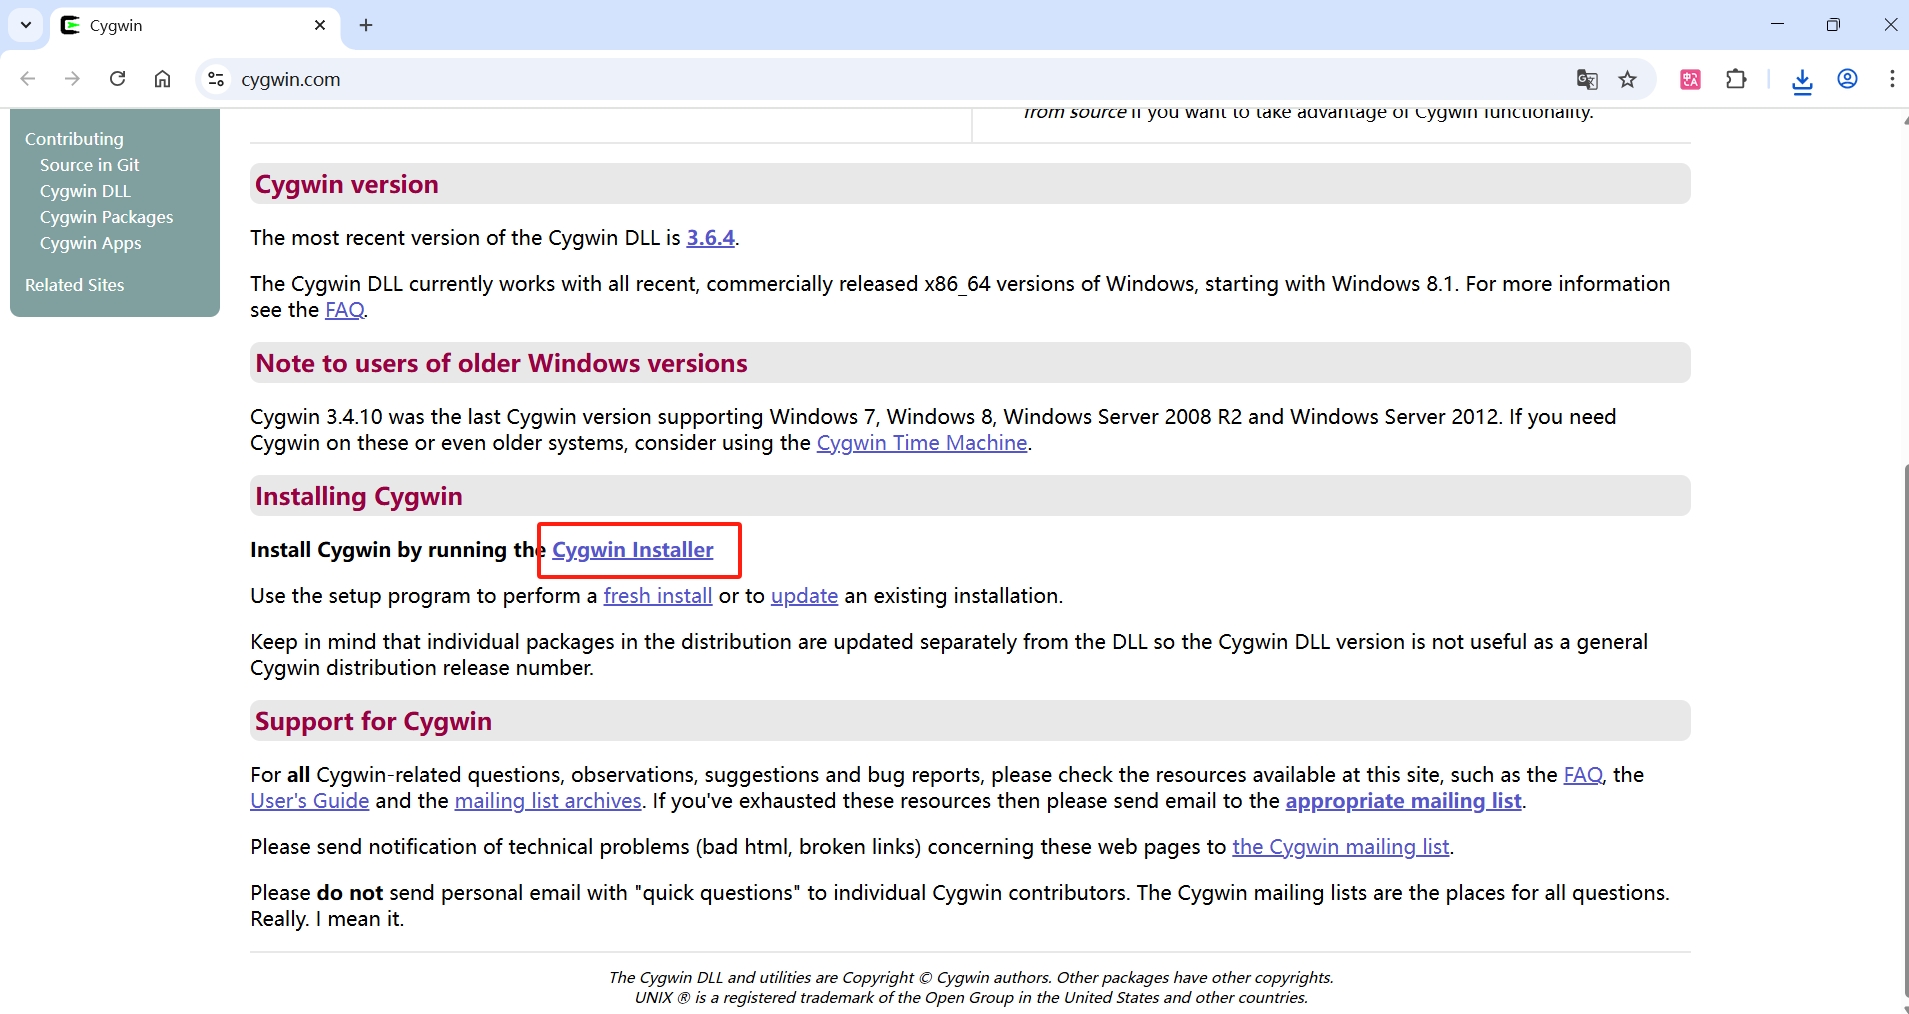 Cygwin
cygwin.com
from source if you want to take advantage of Cygwin functionality.
Contributing
Source in Git
Cygwin DLL
Cygwin Packages
Cygwin Apps
Related Sites
Cygwin version
The most recent version of the Cygwin DLL is 3.6.4.
The Cygwin DLL currently works with all recent, commercially released x86_64 versions of Windows, starting with Windows 8.1. For more information
see the FAQ.
Note to users of older Windows versions
Cygwin 3.4.10 was the last Cygwin version supporting Windows 7, Windows 8, Windows Server 2008 R2 and Windows Server 2012. If you need
Cygwin on these or even older systems, consider using the Cygwin Time Machine.
Installing Cygwin
Install Cygwin by running the Cygwin Installer
Use the setup program to perform a fresh install or to update an existing installation.
Keep in mind that individual packages in the distribution are updated separately from the DLL so the Cygwin DLL version is not useful as a general
Cygwin distribution release number.
Support for Cygwin
For all Cygwin-related questions, observations, suggestions and bug reports, please check the resources available at this site, such as the FAQ, the
User's Guide and the mailing list archives. If you've exhausted these resources then please send email to the appropriate mailing list.
Please send notification of technical problems (bad html, broken links) concerning these web pages to the Cygwin mailing list.
Please do not send personal email with "quick questions" to individual Cygwin contributors. The Cygwin mailing lists are the places for all questions.
Really. I mean it.
The Cygwin DLL and utilities are Copyright © Cygwin authors. Other packages have other copyrights.
UNIX ® is a registered trademark of the Open Group in the United States and other countries.